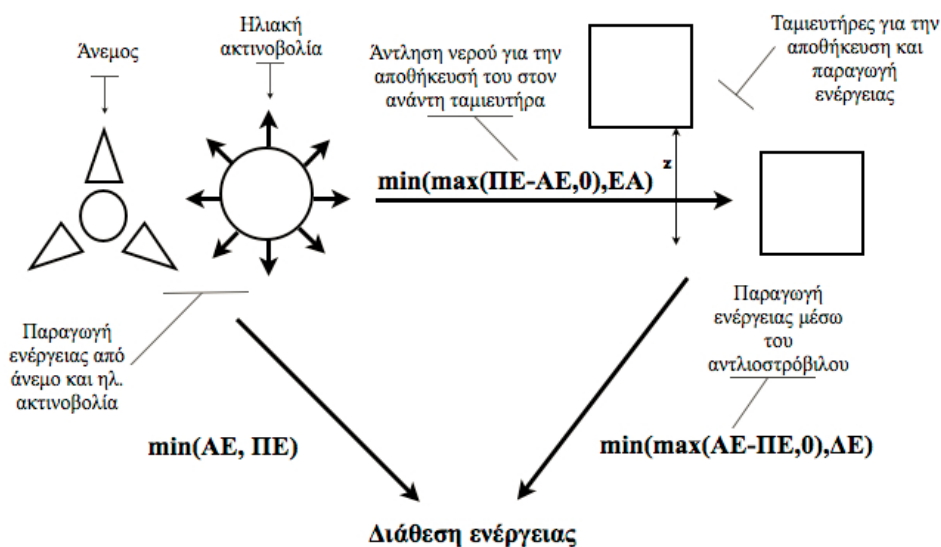 Άνεμος
Ηλιακή
ακτινοβολία
Άντληση νερού για την
αποθήκευσή του στον
ανάντη ταμιευτήρα
Ταμιευτήρες για την
αποθήκευση και
παραγωγή
ενέργειας
z
min(max(ΠΕ-ΑΕ,0),ΕΑ)
Παραγωγή
ενέργειας από
άνεμο και ηλ.
ακτινοβολία
Παραγωγή
ενέργειας μέσω
του
αντλιοστρόβιλου
min(ΑΕ, ΠΕ)
min(max(ΑΕ-ΠΕ,0),ΔΕ)
Διάθεση ενέργειας